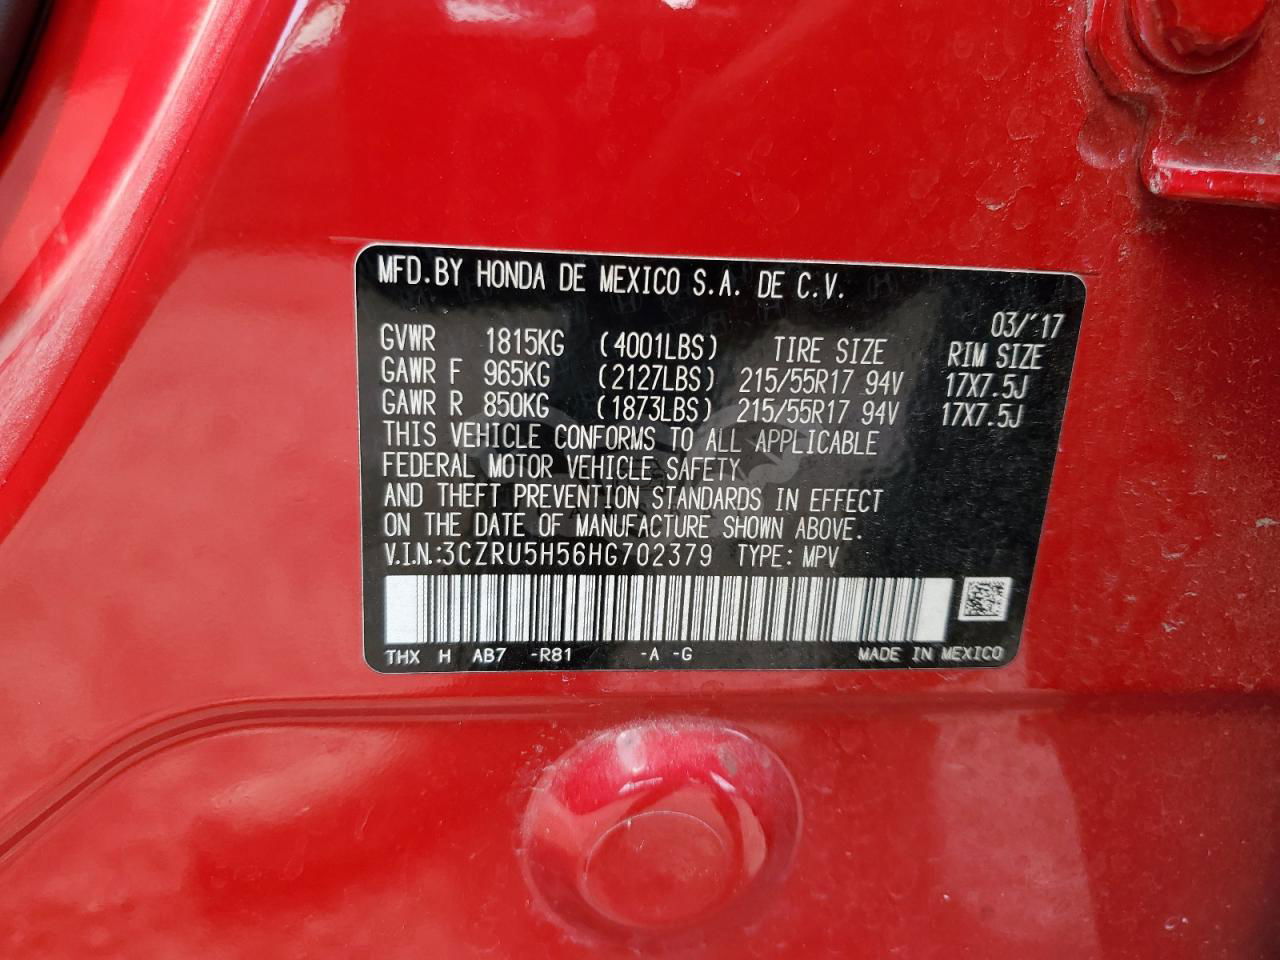 MFD.BY HONDA DE MEXICO S.A. DE C.V.
03/'17
GVWR 1815KG (4001LBS) TIRE SIZE RIM SIZE
GAWR F 965KG (2127LBS) 215/55R17 94V 17X7.5J
GAWR R 850KG (1873LBS) 215/55R17 94V 17X7.5J
THIS VEHICLE CONFORMS TO ALL APPLICABLE
FEDERAL MOTOR VEHICLE SAFETY
AND THEFT PREVENTION STANDARDS IN EFFECT
ON THE DATE OF MANUFACTURE SHOWN ABOVE.
V.I.N.:3CZRU5H56HG702379 TYPE: MPV
THX H AB7 -R81 -A -G MADE IN MEXICO